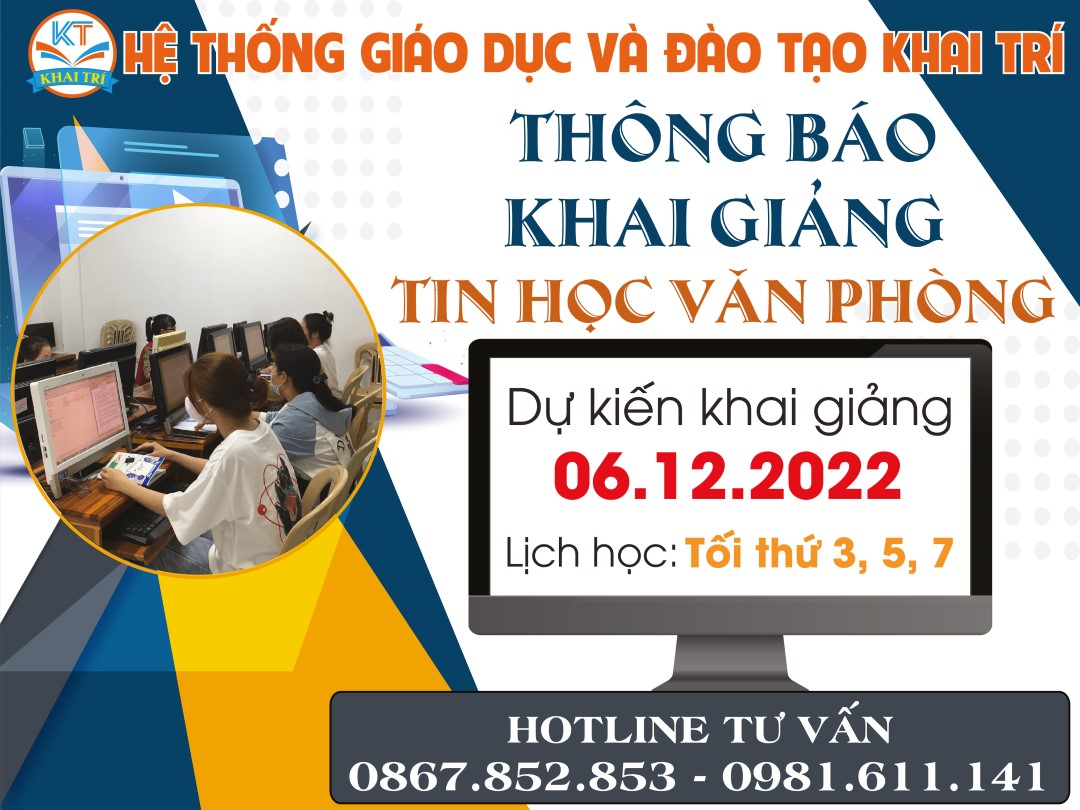 KT
KHAI TRÍ
HỆ THỐNG GIÁO DỤC VÀ ĐÀO TẠO KHAI TRÍ
THÔNG BÁO
KHAI GIẢNG
TIN HỌC VĂN PHÒNG
Dự kiến khai giảng
06.12.2022
Lịch học: Tối thứ 3, 5, 7
HOTLINE TƯ VẤN
0867.852.853 - 0981.611.141